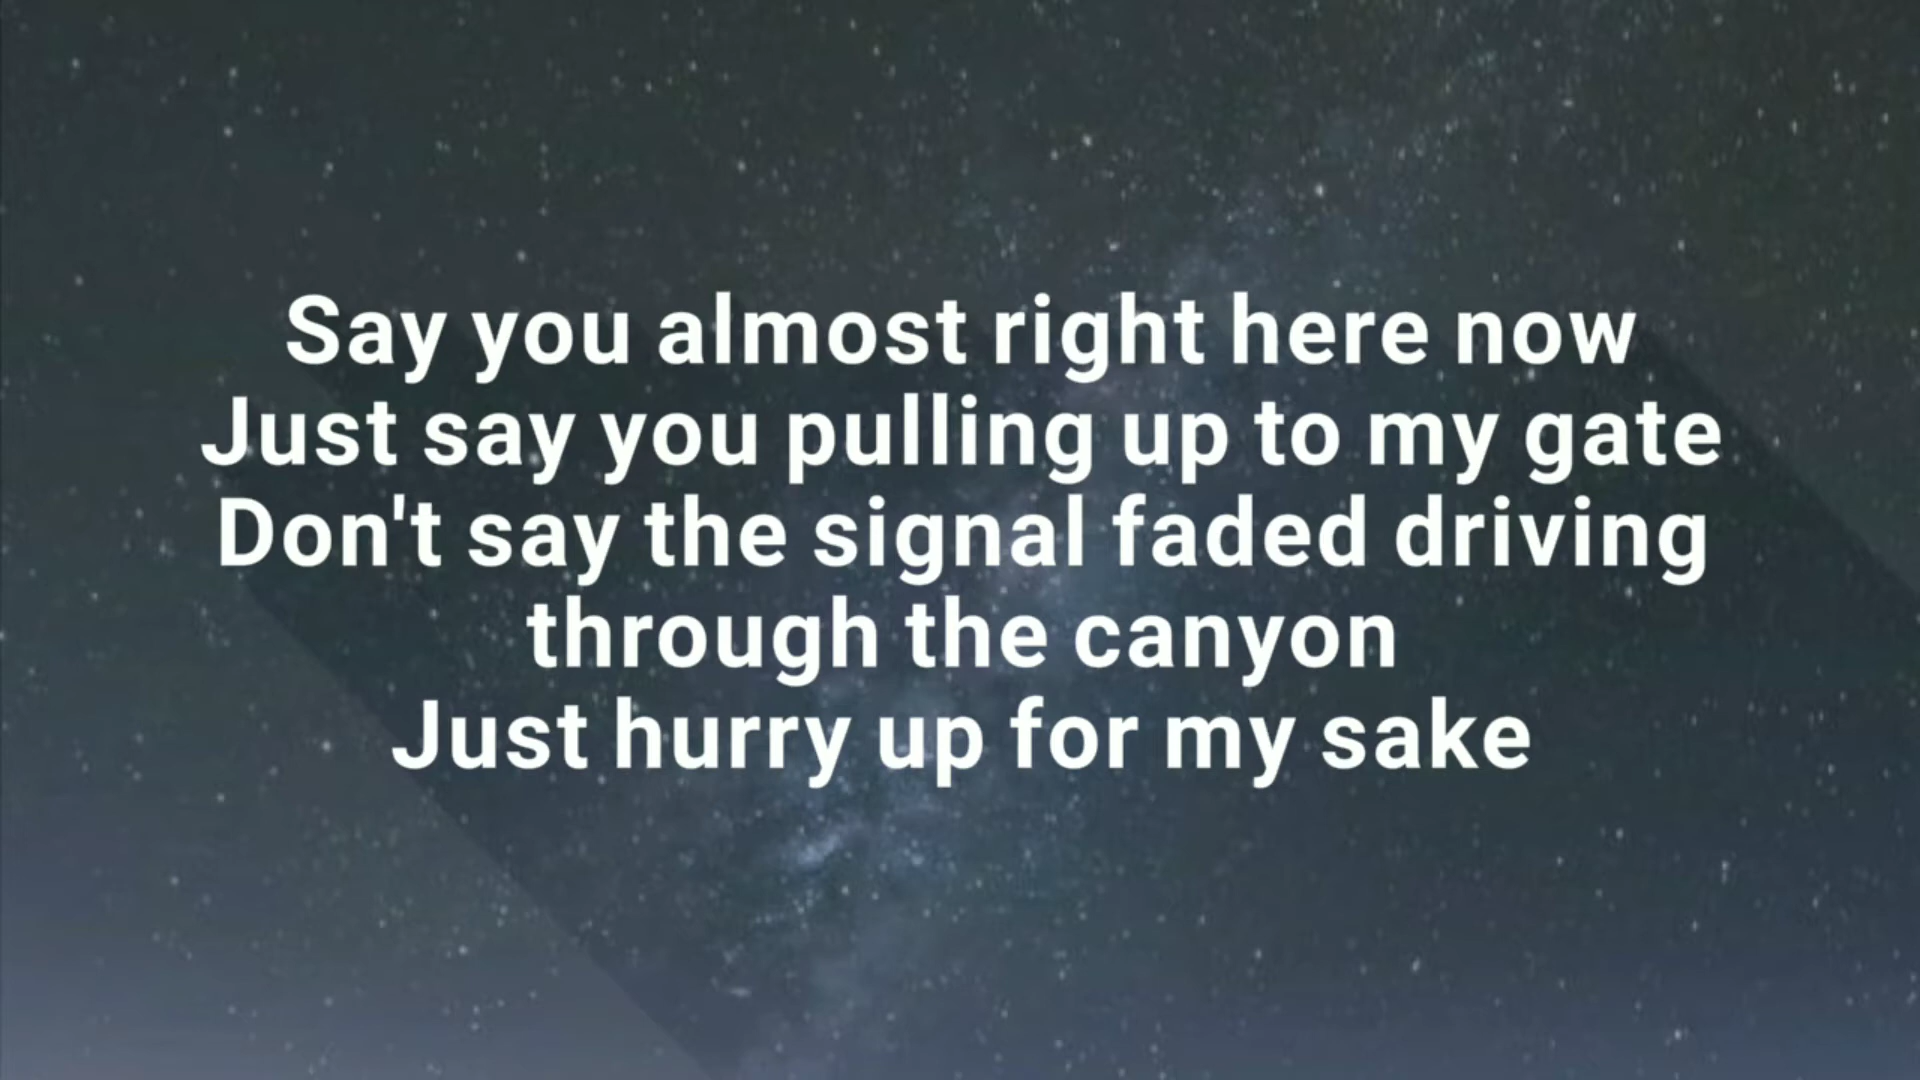 Say you almost right here now
Just say you pulling up to my gate
Don't say the signal faded driving
through the canyon
Just hurry up for my sake